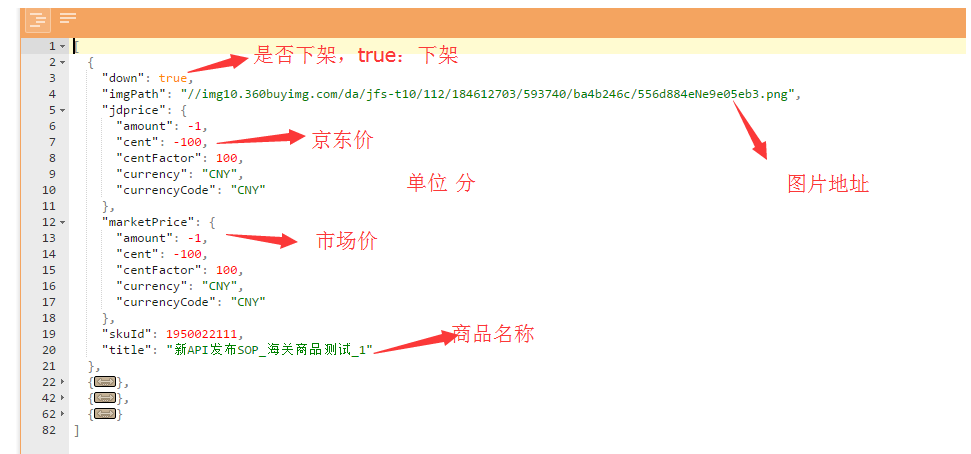 1 [
2 {
是否下架，true：下架
3 "down": true,
4 "imgPath": "//img10.360buyimg.com/da/jfs-t10/112/184612703/593740/ba4b246c/556d884eNe9e05eb3.png",
5 "jdprice": {
6 "amount": -1,
7 "cent": -100, 京东价
8 "centFactor": 100,
9 "currency": "CNY", 单位 分 图片地址
10 "currencyCode": "CNY"
11 },
12 "marketPrice": {
13 "amount": -1, 市场价
14 "cent": -100,
15 "centFactor": 100,
16 "currency": "CNY",
17 "currencyCode": "CNY"
18 },
19 "skuId": 1950022111, 商品名称
20 "title": "新API发布SOP_海关商品测试_1"
21 },
22 {},
42 {},
62 {}
82 ]